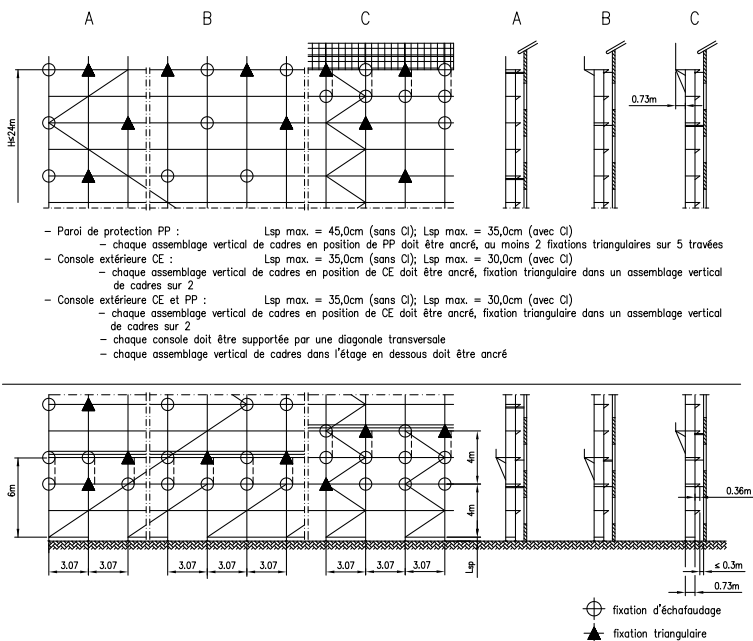 A B C A B C
H≤24m
0.73m
– Paroi de protection PP : Lsp max. = 45,0cm (sans CI); Lsp max. = 35,0cm (avec CI)
– chaque assemblage vertical de cadres en position de PP doit être ancré, au moins 2 fixations triangulaires sur 5 travées
– Console extérieure CE : Lsp max. = 35,0cm (sans CI); Lsp max. = 30,0cm (avec CI)
– chaque assemblage vertical de cadres en position de CE doit être ancré, fixation triangulaire dans un assemblage vertical
de cadres sur 2
– Console extérieure CE et PP : Lsp max. = 35,0cm (sans CI); Lsp max. = 30,0cm (avec CI)
– chaque assemblage vertical de cadres en position de CE doit être ancré, fixation triangulaire dans un assemblage vertical
de cadres sur 2
– chaque console doit être supportée par une diagonale transversale
– chaque assemblage vertical de cadres dans l'étage en dessous doit être ancré
4m
6m
4m
0.36m
3.07 3.07 3.07 3.07 3.07 3.07 3.07 3.07 Lsp ≤ 0.3m
0.73m
fixation d'échafaudage
fixation triangulaire